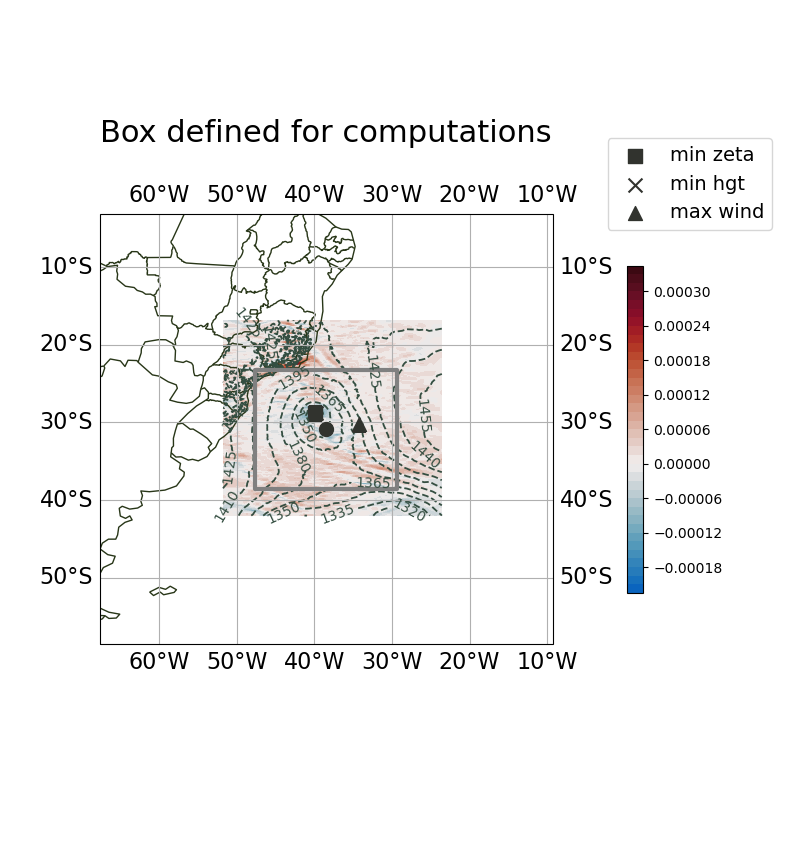 Box defined for computations
min zeta
min hgt
max wind
60°W 50°W 40°W 30°W 20°W 10°W
10°S 10°S
20°S 20°S
30°S 30°S
40°S 40°S
50°S 50°S
60°W 50°W 40°W 30°W 20°W 10°W
1425
1395
1365
1455
1350
1380
1440
1425
1365
1410
1350
1335
1320
0.00030
0.00024
0.00018
0.00012
0.00006
0.00000
−0.00006
−0.00012
−0.00018